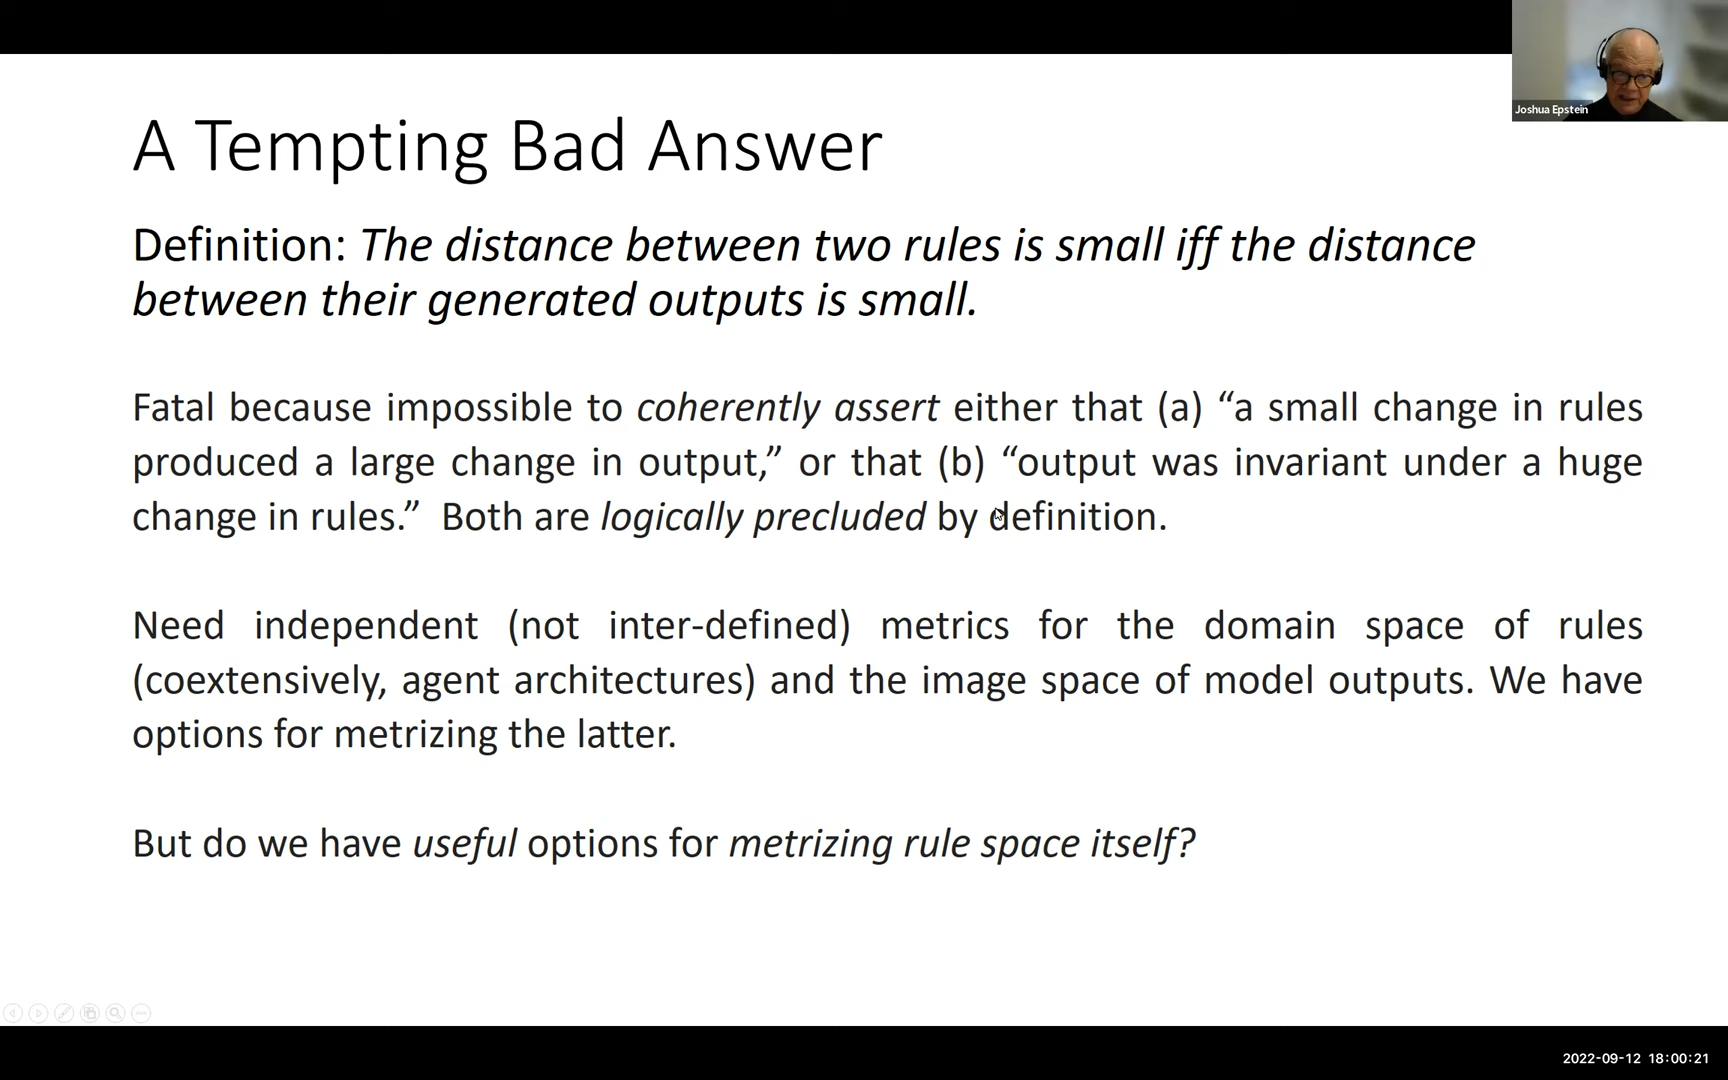 Joshua Epstein
A Tempting Bad Answer
Definition: The distance between two rules is small iff the distance
between their generated outputs is small.
Fatal because impossible to coherently assert either that (a) “a small change in rules
produced a large change in output,” or that (b) “output was invariant under a huge
change in rules.”  Both are logically precluded by definition.
Need independent (not inter-defined) metrics for the domain space of rules
(coextensively, agent architectures) and the image space of model outputs. We have
options for metrizing the latter.
But do we have useful options for metrizing rule space itself?
2022-09-12 18:00:21